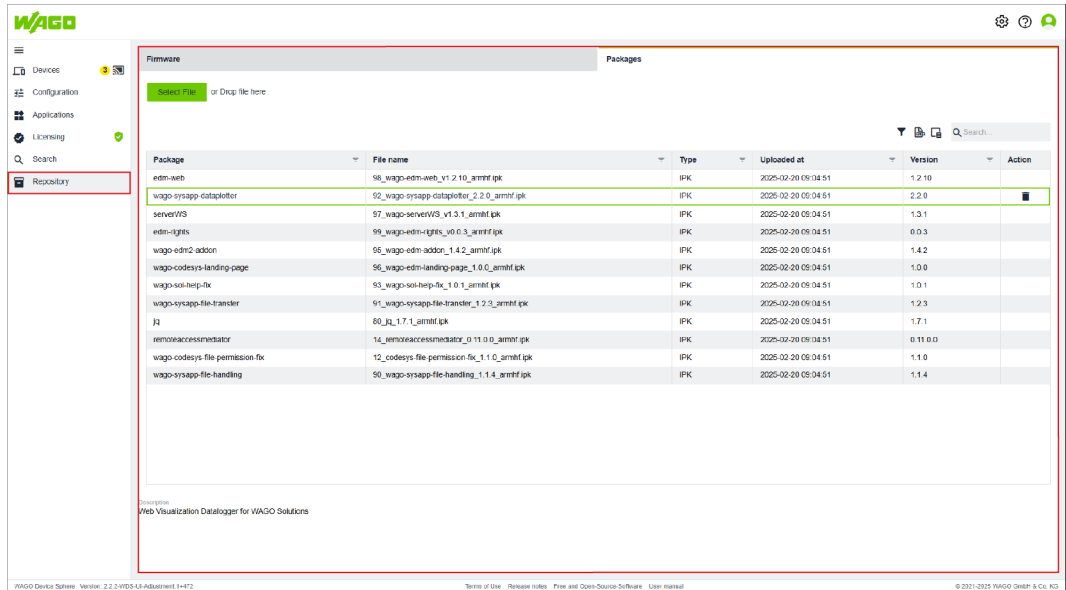 WAGO
Devices 3
Configuration
Applications
Licensing
Search
Repository
Firmware Packages
Select File or Drop file here
Search...
Package File name Type Uploaded at Version Action
edm-web 98_wago-edm-web_v1.2.10_armhf.ipk IPK 2025-02-20 09:04:51 1.2.10
wago-sysapp-dataplotter 92_wago-sysapp-dataplotter_2.2.0_armhf.ipk IPK 2025-02-20 09:04:51 2.2.0
serverWS 97_wago-serverWS_v1.3.1_armhf.ipk IPK 2025-02-20 09:04:51 1.3.1
edm-rights 99_wago-edm-rights_v0.0.3_armhf.ipk IPK 2025-02-20 09:04:51 0.0.3
wago-edm2-addon 95_wago-edm-addon_1.4.2_armhf.ipk IPK 2025-02-20 09:04:51 1.4.2
wago-codesys-landing-page 96_wago-edm-landing-page_1.0.0_armhf.ipk IPK 2025-02-20 09:04:51 1.0.0
wago-sol-help-fix 93_wago-sol-help-fix_1.0.1_armhf.ipk IPK 2025-02-20 09:04:51 1.0.1
wago-sysapp-file-transfer 91_wago-sysapp-file-transfer_1.2.3_armhf.ipk IPK 2025-02-20 09:04:51 1.2.3
jq 80_jq_1.7.1_armhf.ipk IPK 2025-02-20 09:04:51 1.7.1
remoteaccessmediator 14_remoteaccessmediator_0.11.0.0_armhf.ipk IPK 2025-02-20 09:04:51 0.11.0.0
wago-codesys-file-permission-fix 12_codesys-file-permission-fix_1.1.0_armhf.ipk IPK 2025-02-20 09:04:51 1.1.0
wago-sysapp-file-handling 90_wago-sysapp-file-handling_1.1.4_armhf.ipk IPK 2025-02-20 09:04:51 1.1.4
Description
Web Visualization Datalogger for WAGO Solutions
WAGO Device Sphere Version: 2.2.2-WDS-UI-Adjustment.1+472 Terms of Use Release notes Free and Open-Source-Software User manual © 2021-2025 WAGO GmbH & Co. KG